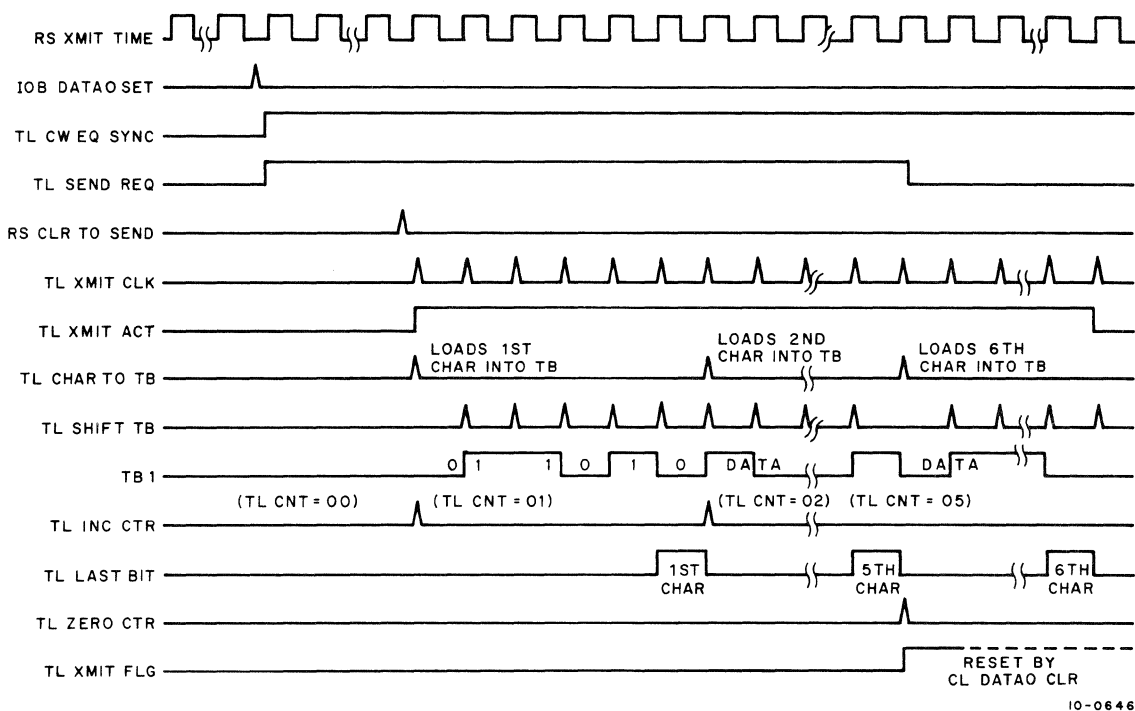 RS XMIT TIME
IOB DATAO SET
TL CW EQ SYNC
TL SEND REQ
RS CLR TO SEND
TL XMIT CLK
TL XMIT ACT
LOADS 1ST
CHAR INTO TB
LOADS 2ND
CHAR INTO TB
LOADS 6TH
CHAR INTO TB
TL CHAR TO TB
TL SHIFT TB
TB 1
0 1 1 0 1 0 DATA DATA
(TL CNT = 00) (TL CNT = 01) (TL CNT = 02) (TL CNT = 05)
TL INC CTR
TL LAST BIT
1ST
CHAR
5TH
CHAR
6TH
CHAR
TL ZERO CTR
TL XMIT FLG
RESET BY
CL DATAO CLR
10-0646